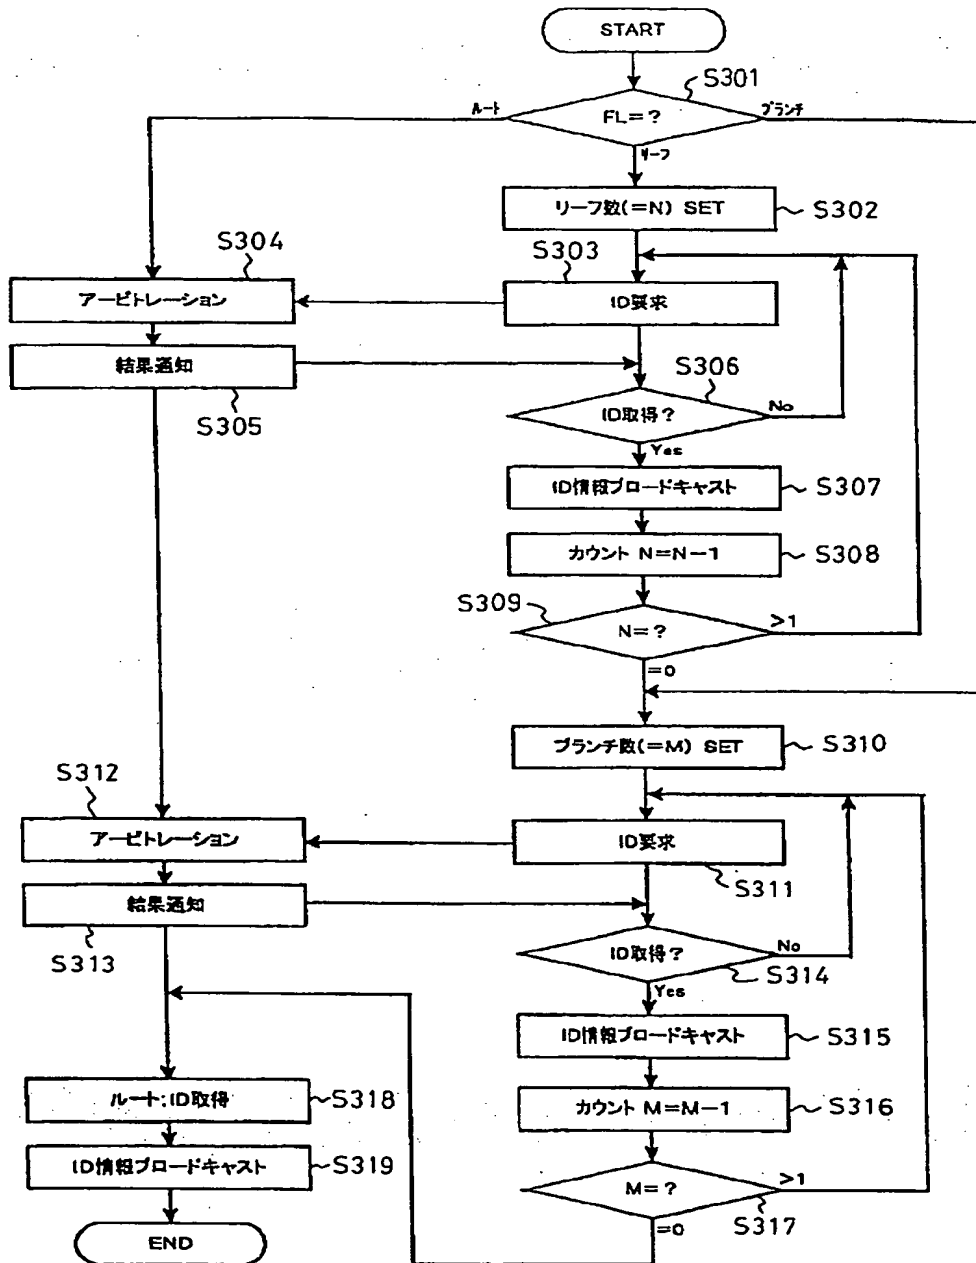 START
S301
ルート
FL=?
ブランチ
リーフ
リーフ数(=N) SET
S302
S304
S303
アービトレーション
ID要求
結果通知
S306
S305
ID取得?
No
Yes
ID情報ブロードキャスト
S307
カウント N=N-1
S308
S309
N=?
>1
=0
ブランチ数(=M) SET
S310
S312
アービトレーション
ID要求
S311
結果通知
S313
ID取得?
No
S314
Yes
ID情報ブロードキャスト
S315
ルート:ID取得
S318
カウント M=M-1
S316
ID情報ブロードキャスト
S319
M=?
>1
S317
=0
END